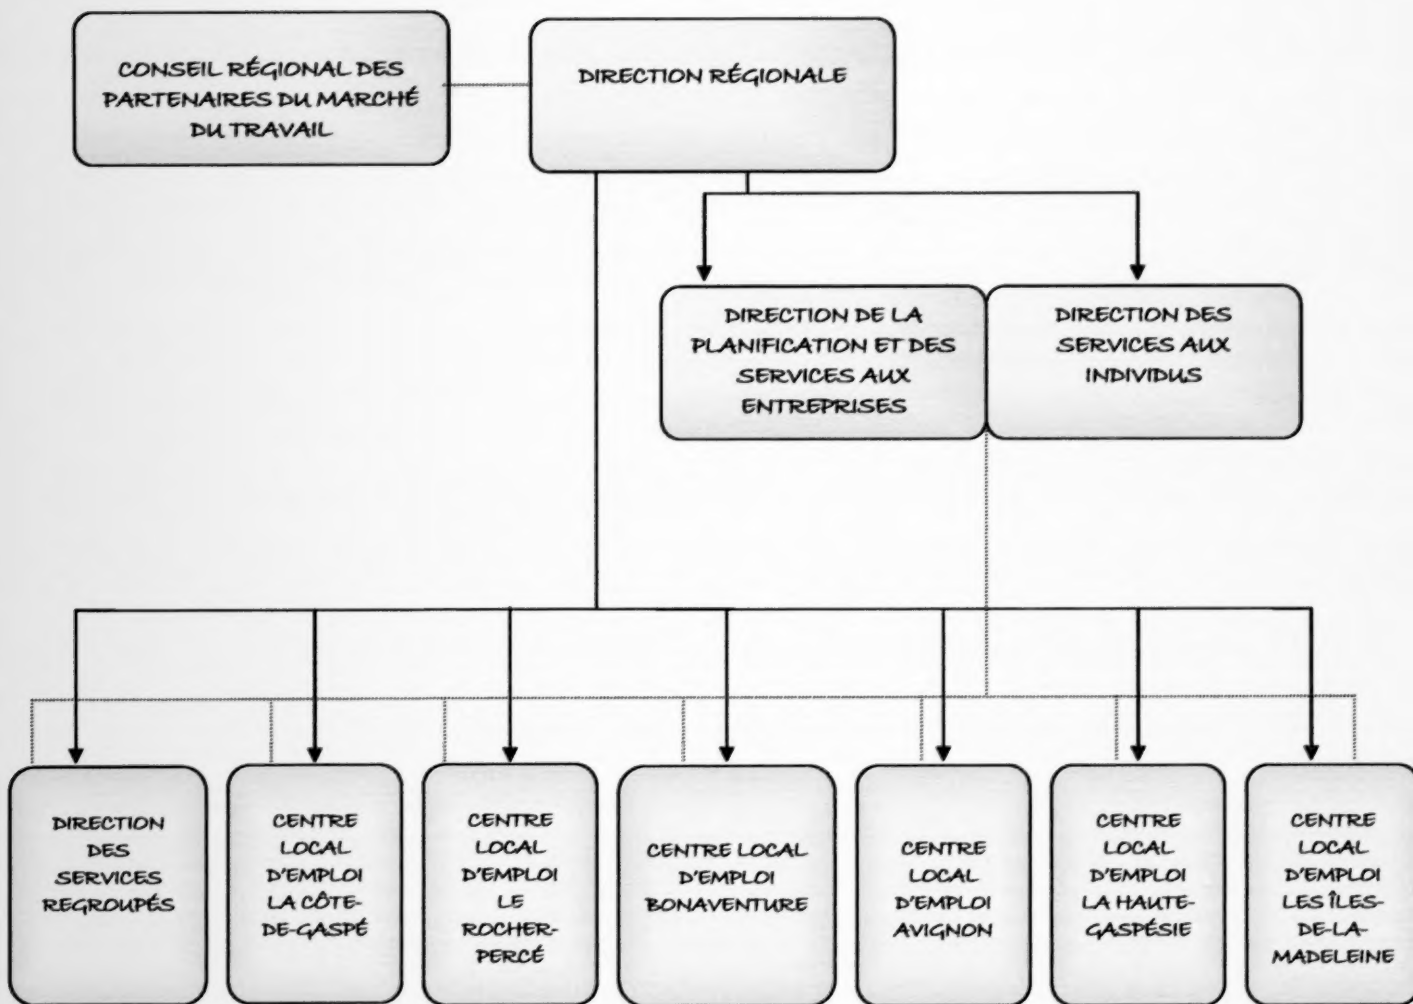 CONSEIL RÉGIONAL DES
PARTENAIRES DU MARCHÉ
DU TRAVAIL
DIRECTION RÉGIONALE
DIRECTION DE LA
PLANIFICATION ET DES
SERVICES AUX
ENTREPRISES
DIRECTION DES
SERVICES AUX
INDIVIDUS
DIRECTION
DES
SERVICES
REGROUPÉS
CENTRE
LOCAL
D'EMPLOI
LA CÔTE-
DE-GASPÉ
CENTRE
LOCAL
D'EMPLOI
LE
ROCHER-
PERCÉ
CENTRE LOCAL
D'EMPLOI
BONAVENTURE
CENTRE
LOCAL
D'EMPLOI
AVIGNON
CENTRE
LOCAL
D'EMPLOI
LA HAUTE-
GASPÉSIE
CENTRE
LOCAL
D'EMPLOI
LES ÎLES-
DE-LA-
MADELEINE